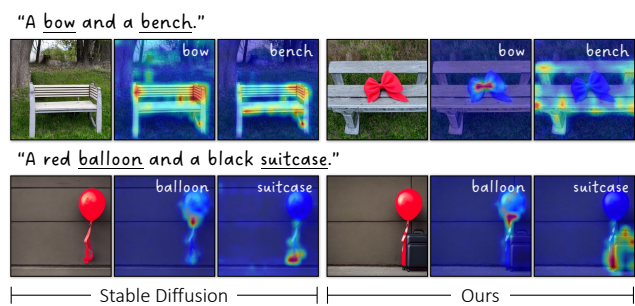 “A bow and a bench.”
bow bench bow bench
“A red balloon and a black suitcase.”
balloon suitcase balloon suitcase
Stable Diffusion Ours